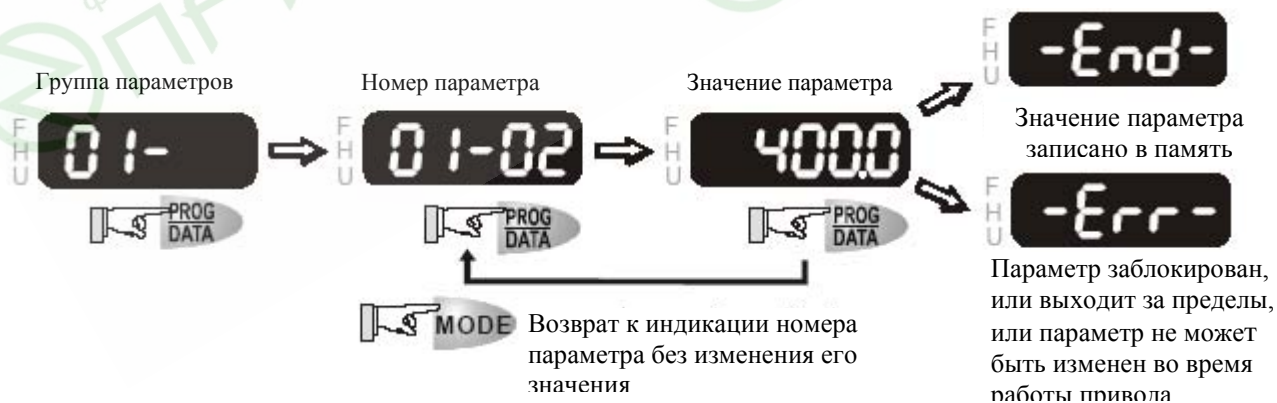 Группа параметров
Номер параметра
Значение параметра
F
H
U
01-
F
H
U
01-02
F
H
U
400.0
F
H
U
-End-
Значение параметра
записано в память
F
H
U
-Err-
PROG
DATA
PROG
DATA
PROG
DATA
MODE
Возврат к индикации номера
параметра без изменения его
значения
Параметр заблокирован,
или выходит за пределы,
или параметр не может
быть изменен во время
работы привода